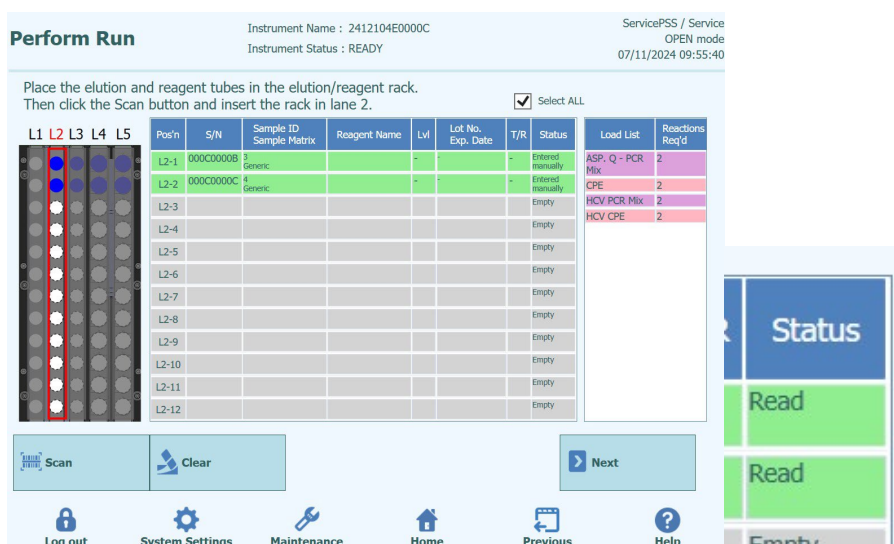 Perform Run
Instrument Name : 2412104E0000C
Instrument Status : READY
ServicePSS / Service
OPEN mode
07/11/2024 09:55:40
Place the elution and reagent tubes in the elution/reagent rack.
Then click the Scan button and insert the rack in lane 2.
Select ALL
L1 L2 L3 L4 L5
Pos'n S/N Sample ID Sample Matrix Reagent Name Lvl Lot No. Exp. Date T/R Status
L2-1 000C0000B 3 Generic - - - Entered manually
L2-2 000C0000C 4 Generic - - - Entered manually
L2-3 Empty
L2-4 Empty
L2-5 Empty
L2-6 Empty
L2-7 Empty
L2-8 Empty
L2-9 Empty
L2-10 Empty
L2-11 Empty
L2-12 Empty
Load List Reactions Req'd
ASP. Q - PCR Mix 2
CPE 2
HCV PCR Mix 2
HCV CPE 2
Scan
Clear
Next
Log out
System Settings
Maintenance
Home
Previous
Help
Status
Read
Read
Empty